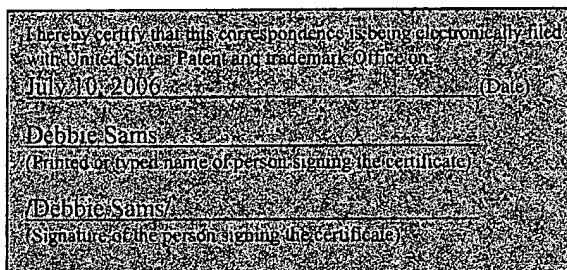 I hereby certify that this correspondence is being electronically filed
with United States Patent and trademark Office on:
July 10, 2006 (Date)
Debbie Sams
(Printed or typed name of person signing the certificate)
/Debbie Sams/
(Signature of the person signing the certificate)